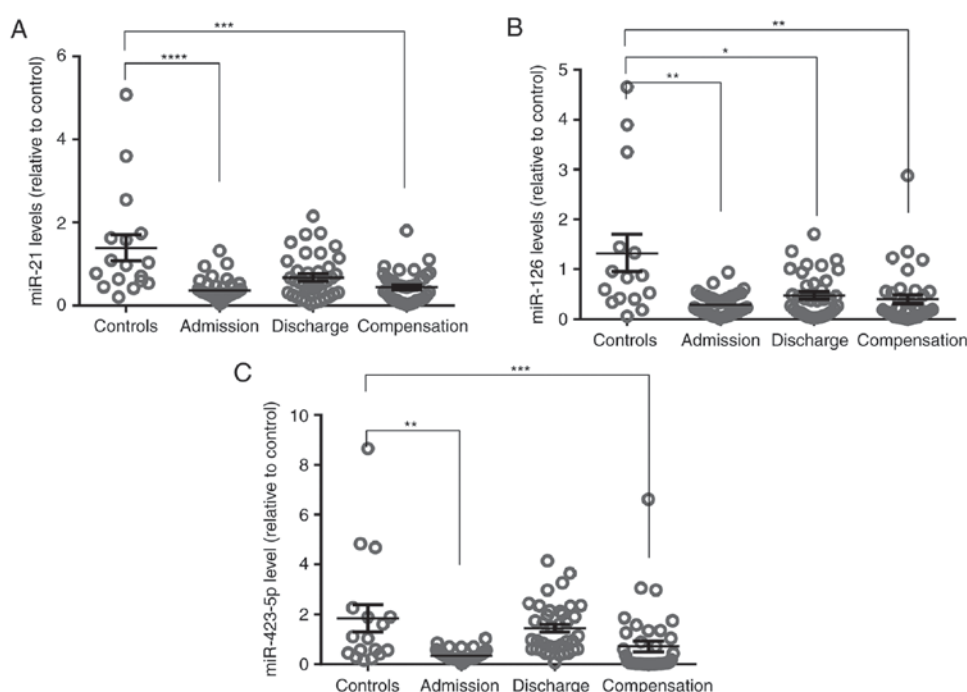 A
***
****
miR-21 levels (relative to control)
6
4
2
0
Controls Admission Discharge Compensation
B
**
*
**
miR-126 levels (relative to control)
5
4
3
2
1
0
Controls Admission Discharge Compensation
C
***
**
miR-423-5p level (relative to control)
10
8
6
4
2
0
Controls Admission Discharge Compensation